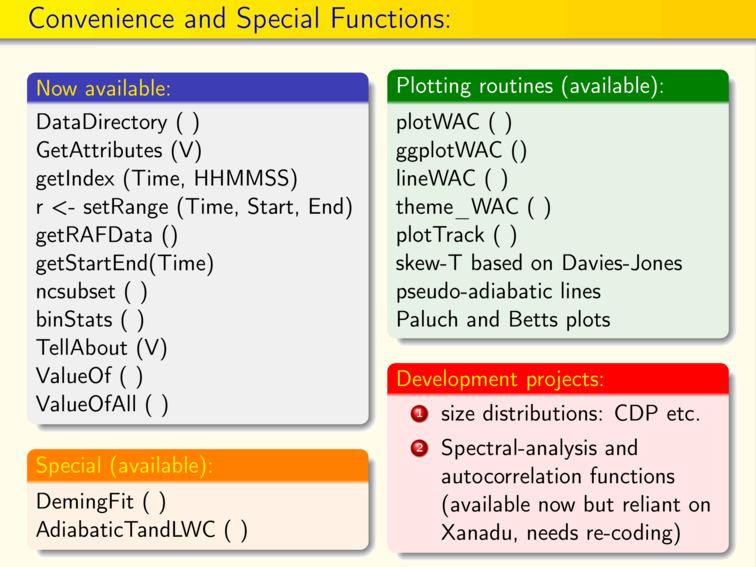 Convenience and Special Functions:
Now available:
DataDirectory ( )
GetAttributes (V)
getIndex (Time, HHMMSS)
r <- setRange (Time, Start, End)
getRAFData ()
getStartEnd(Time)
ncsubset ( )
binStats ( )
TellAbout (V)
ValueOf ( )
ValueOfAll ( )
Special (available):
DemingFit ( )
AdiabaticTandLWC ( )
Plotting routines (available):
plotWAC ( )
ggplotWAC ()
lineWAC ( )
theme_WAC ( )
plotTrack ( )
skew-T based on Davies-Jones
pseudo-adiabatic lines
Paluch and Betts plots
Development projects:
1 size distributions: CDP etc.
2 Spectral-analysis and
autocorrelation functions
(available now but reliant on
Xanadu, needs re-coding)